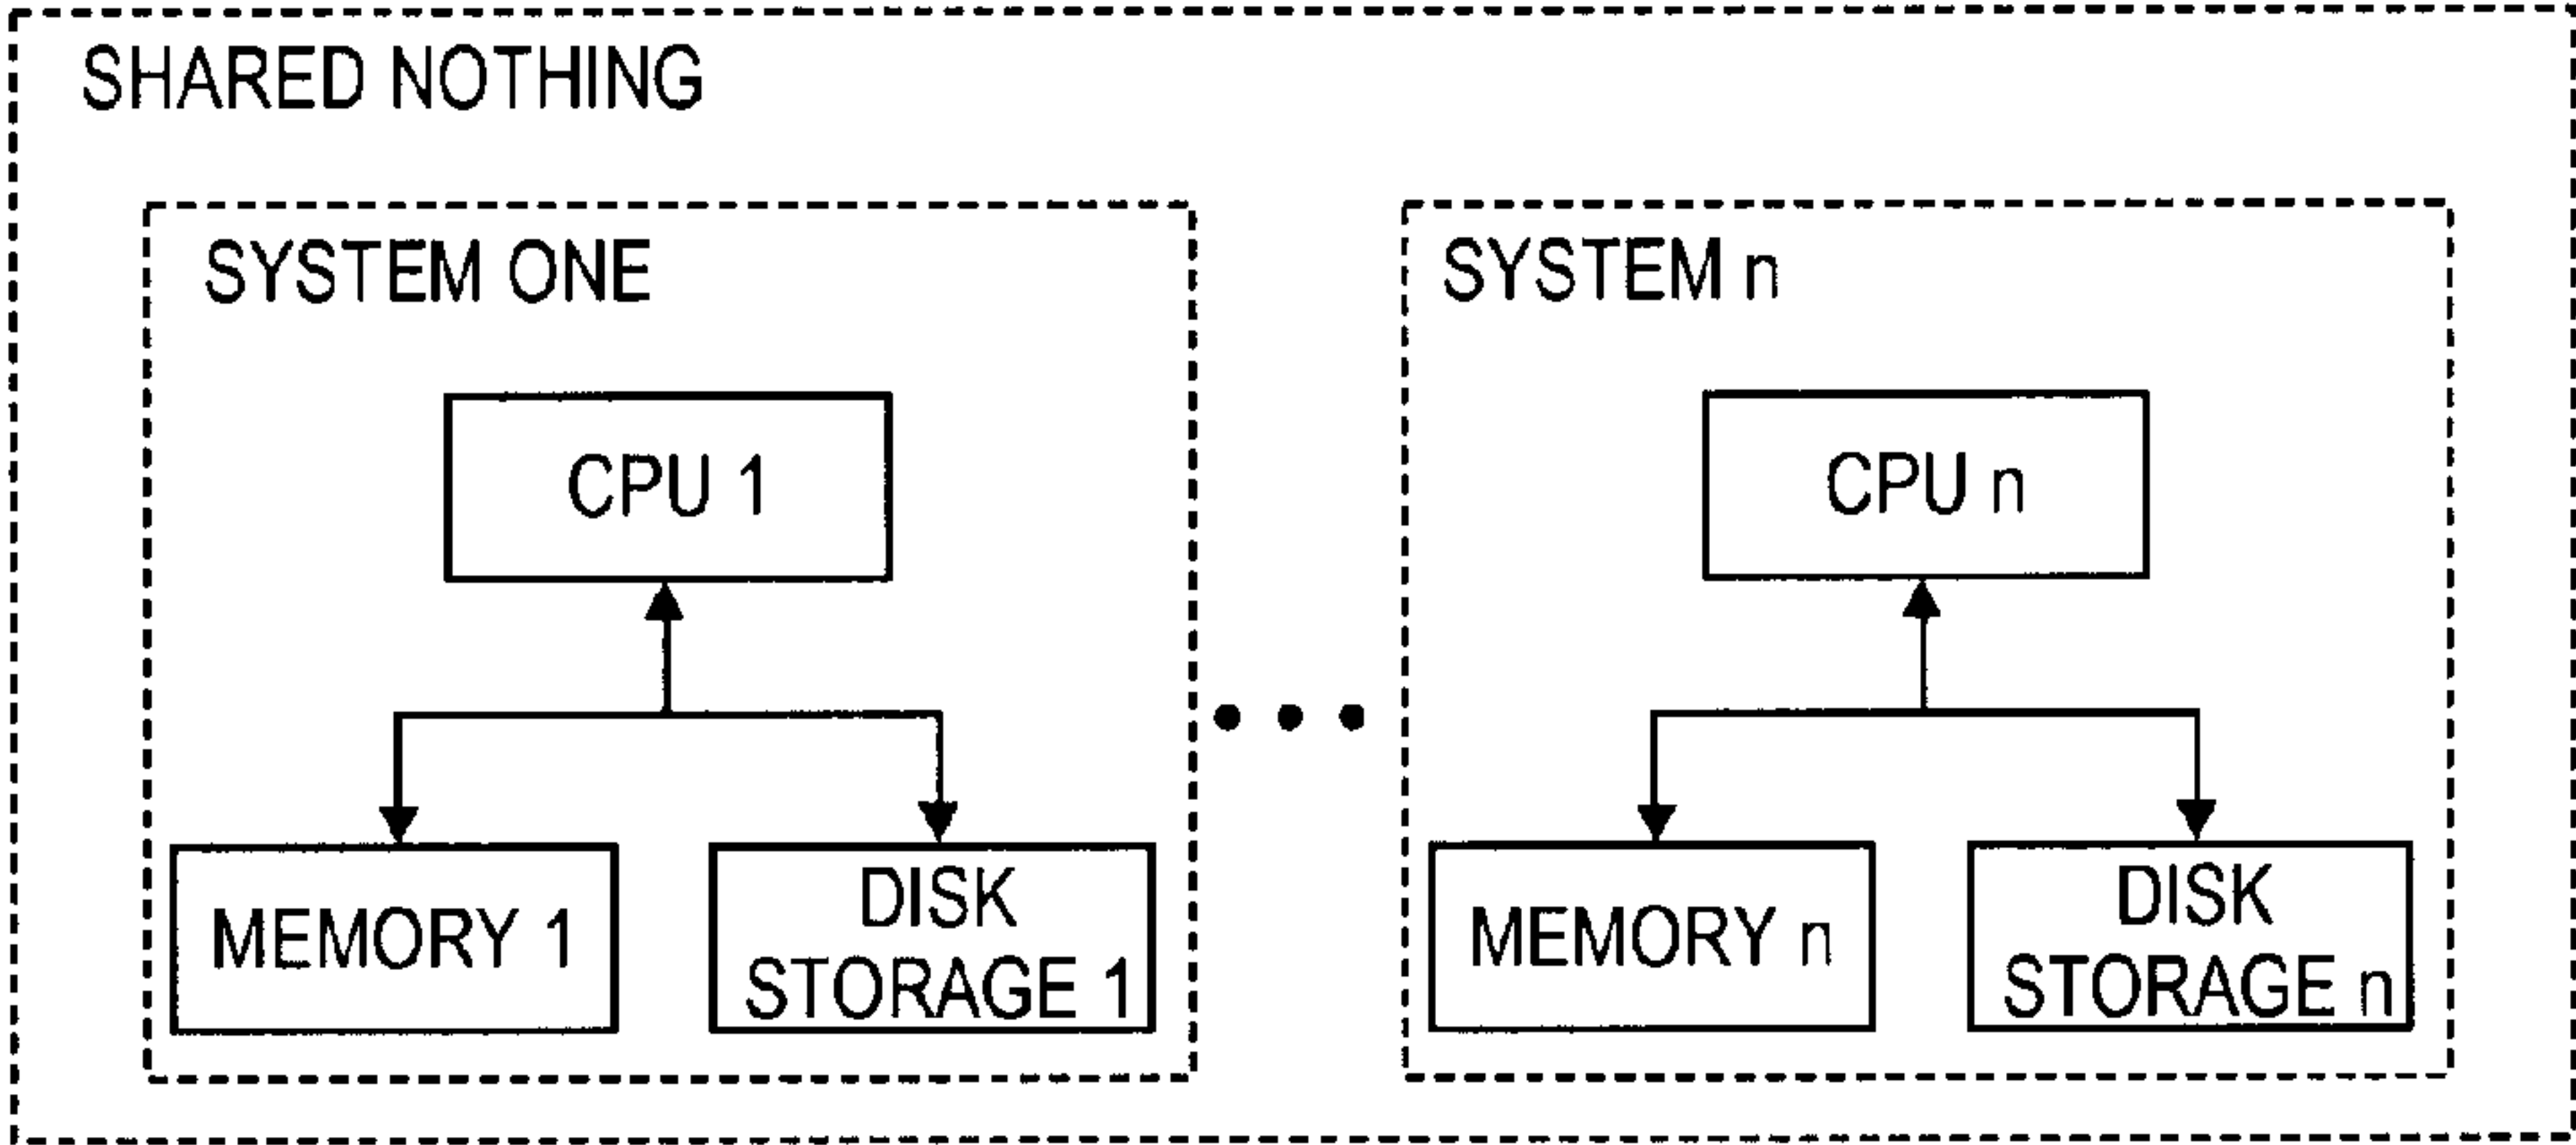 SHARED NOTHING
SYSTEM ONE
CPU 1
MEMORY 1
DISK
STORAGE 1
SYSTEM n
CPU n
MEMORY n
DISK
STORAGE n